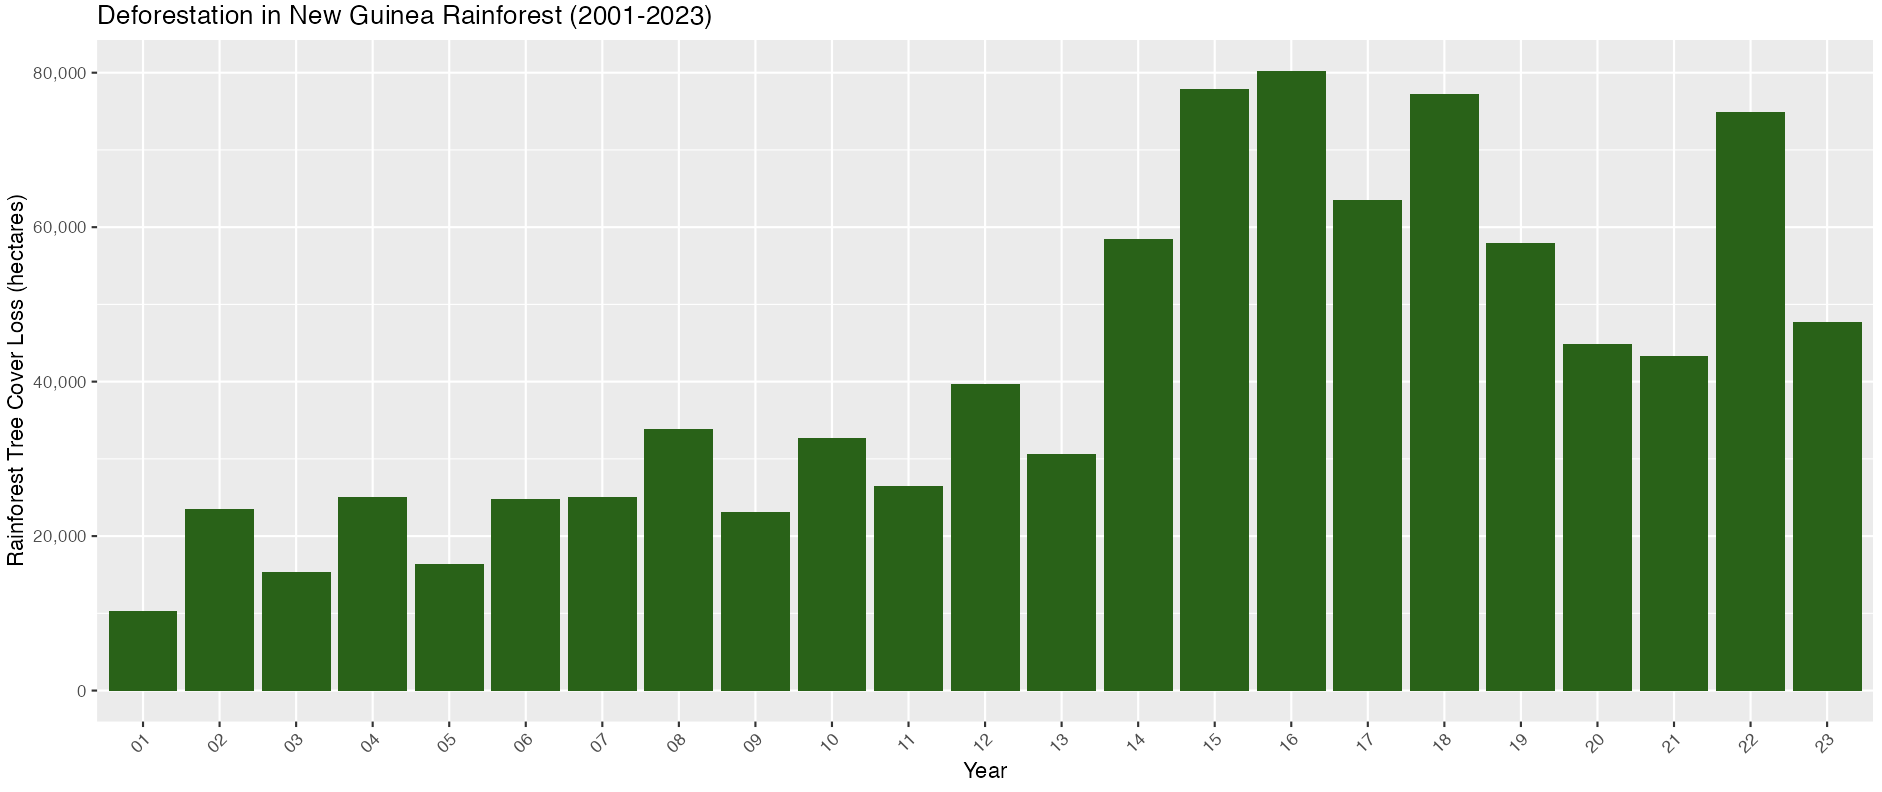 Deforestation in New Guinea Rainforest (2001-2023)
Rainforest Tree Cover Loss (hectares)
80,000
60,000
40,000
20,000
0
01 02 03 04 05 06 07 08 09 10 11 12 13 14 15 16 17 18 19 20 21 22 23
Year